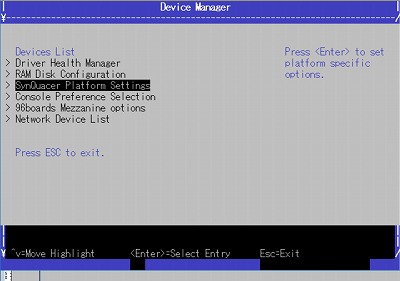 Device Manager
Devices List
> Driver Health Manager
> RAM Disk Configuration
> SynQuacer Platform Settings
> Console Preference Selection
> 96boards Mezzanine options
> Network Device List
Press ESC to exit.
Press <Enter> to set
platform specific
options.
^v=Move Highlight <Enter>=Select Entry Esc=Exit